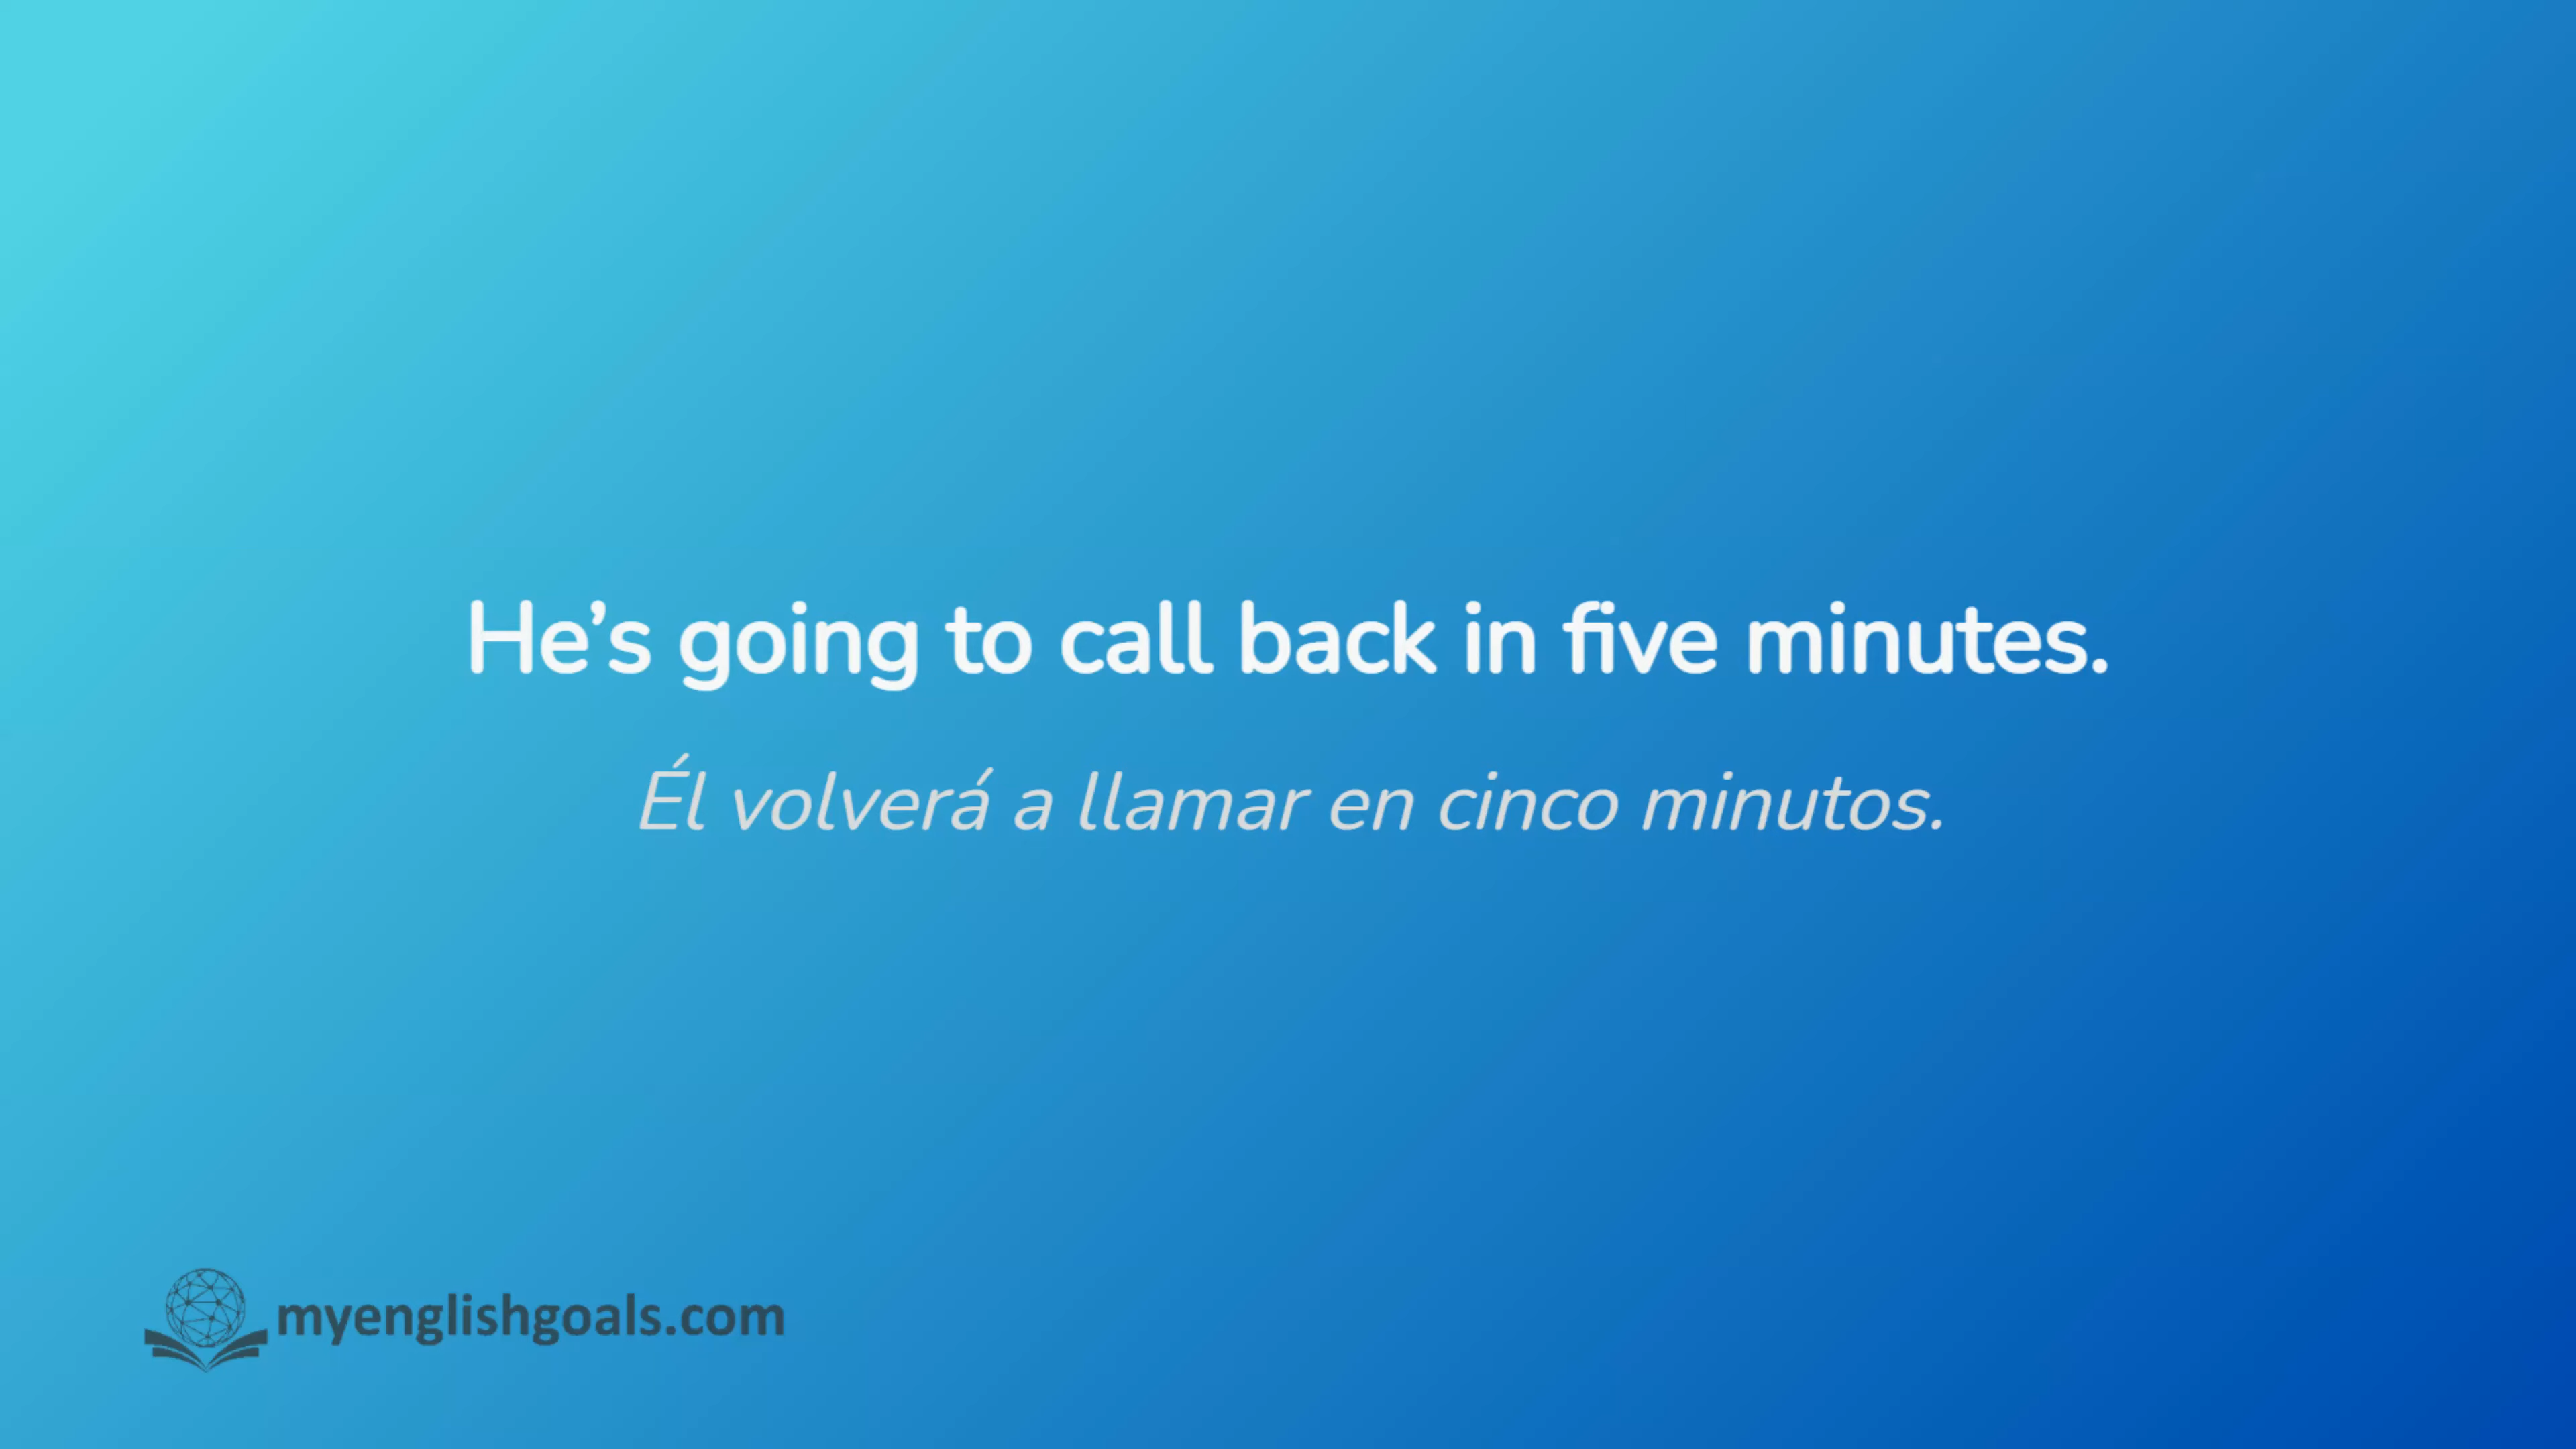 He’s going to call back in five minutes.
Él volverá a llamar en cinco minutos.
myenglishgoals.com